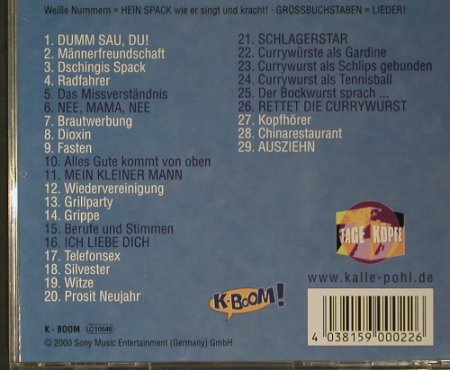 Weiße Nummern = HEIN SPACK wie er singt und kracht! · GROSSBUCHSTABEN = LIEDER!
1. DUMM SAU, DU!
2. Männerfreundschaft
3. Dschingis Spack
4. Radfahrer
5. Das Missverständnis
6. NEE, MAMA, NEE
7. Brautwerbung
8. Dioxin
9. Fasten
10. Alles Gute kommt von oben
11. MEIN KLEINER MANN
12. Wiedervereinigung
13. Grillparty
14. Grippe
15. Berufe und Stimmen
16. ICH LIEBE DICH
17. Telefonsex
18. Silvester
19. Witze
20. Prosit Neujahr
21. SCHLAGERSTAR
22. Currywürste als Gardine
23. Currywurst als Schlips gebunden
24. Currywurst als Tennisball
25. Der Bockwurst sprach ...
26. RETTET DIE CURRYWURST
27. Kopfhörer
28. Chinarestaurant
29. AUSZIEHN
7
TAGE KÖPFE
www.kalle-pohl.de
K-BOOM!
K - BOOM LC 10646
© 2000 Sony Music Entertainment (Germany) GmbH
4 038159 000226